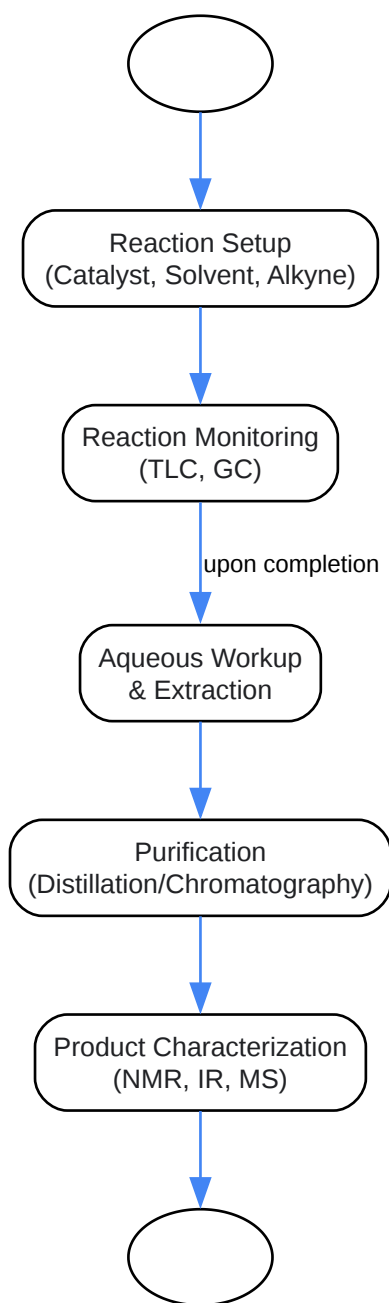 Reaction Setup
(Catalyst, Solvent, Alkyne)
Reaction Monitoring
(TLC, GC)
upon completion
Aqueous Workup
& Extraction
Purification
(Distillation/Chromatography)
Product Characterization
(NMR, IR, MS)